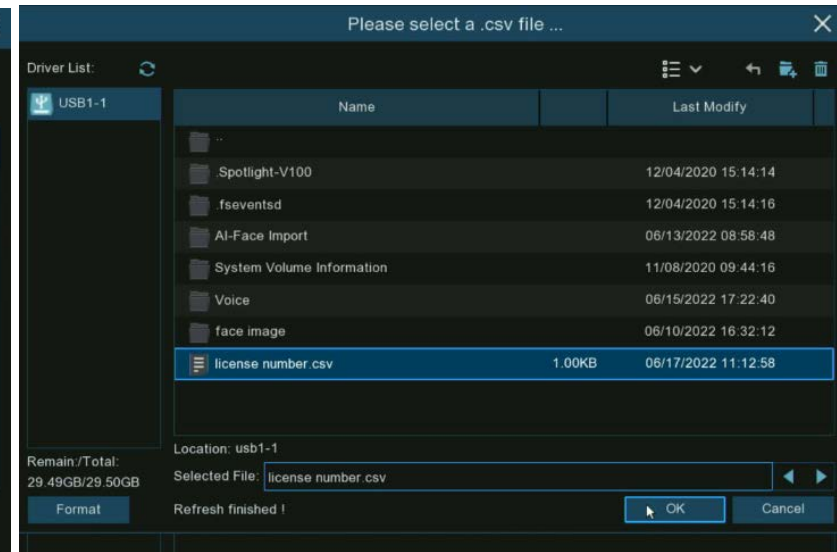 Please select a .csv file ...
Driver List:
USB1-1
Name Last Modify
..
.Spotlight-V100 12/04/2020 15:14:14
.fseventsd 12/04/2020 15:14:16
AI-Face Import 06/13/2022 08:58:48
System Volume Information 11/08/2020 09:44:16
Voice 06/15/2022 17:22:40
face image 06/10/2022 16:32:12
license number.csv 1.00KB 06/17/2022 11:12:58
Location: usb1-1
Remain:/Total:
29.49GB/29.50GB
Selected File: license number.csv
Format Refresh finished ! OK Cancel